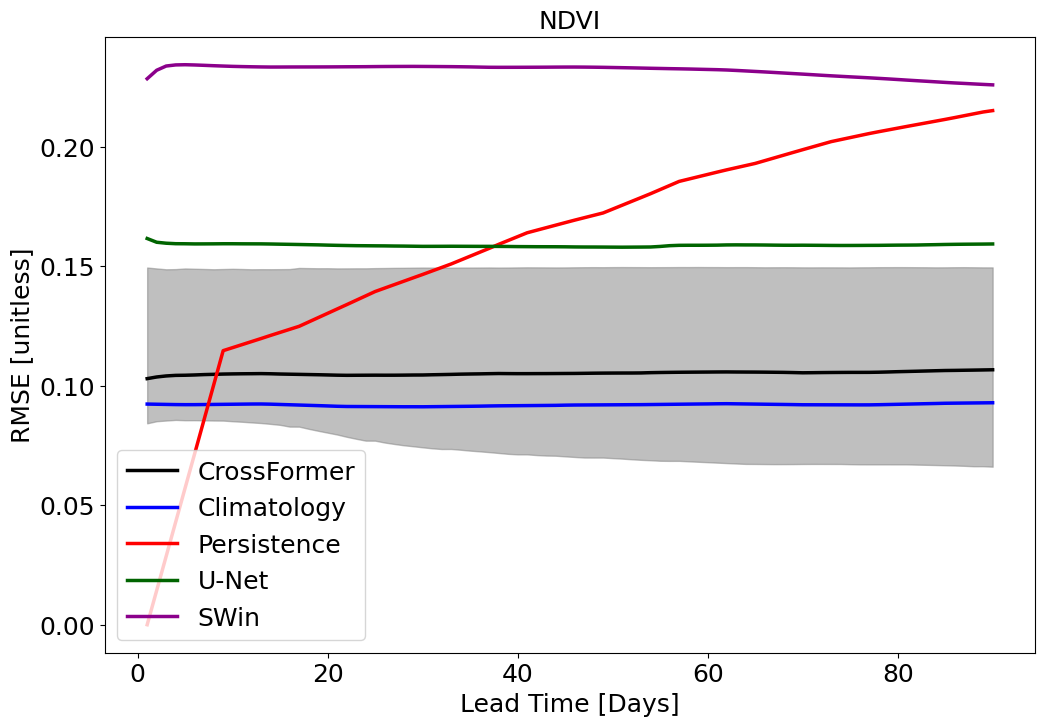 NDVI
RMSE [unitless]
0.20
0.15
0.10
0.05
0.00
CrossFormer
Climatology
Persistence
U-Net
SWin
0 20 40 60 80
Lead Time [Days]